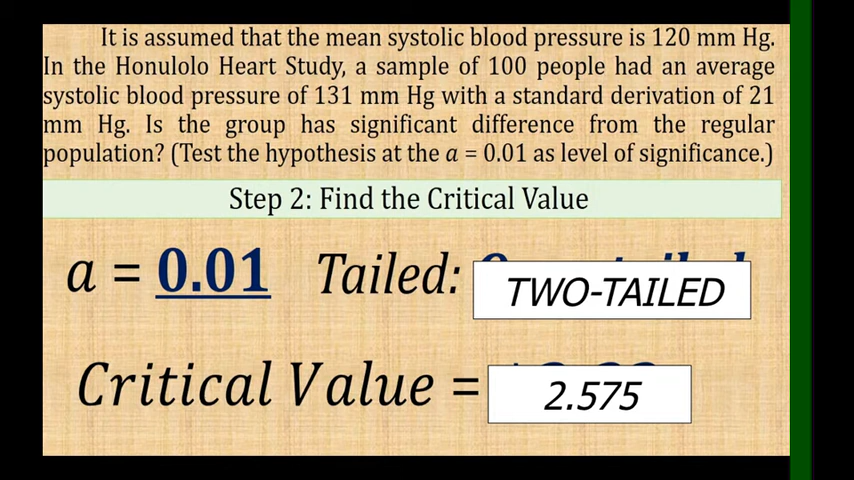 It is assumed that the mean systolic blood pressure is 120 mm Hg.
In the Honulolo Heart Study, a sample of 100 people had an average
systolic blood pressure of 131 mm Hg with a standard derivation of 21
mm Hg. Is the group has significant difference from the regular
population? (Test the hypothesis at the a = 0.01 as level of significance.)
Step 2: Find the Critical Value
a = 0.01 Tailed: TWO-TAILED
Critical Value = 2.575